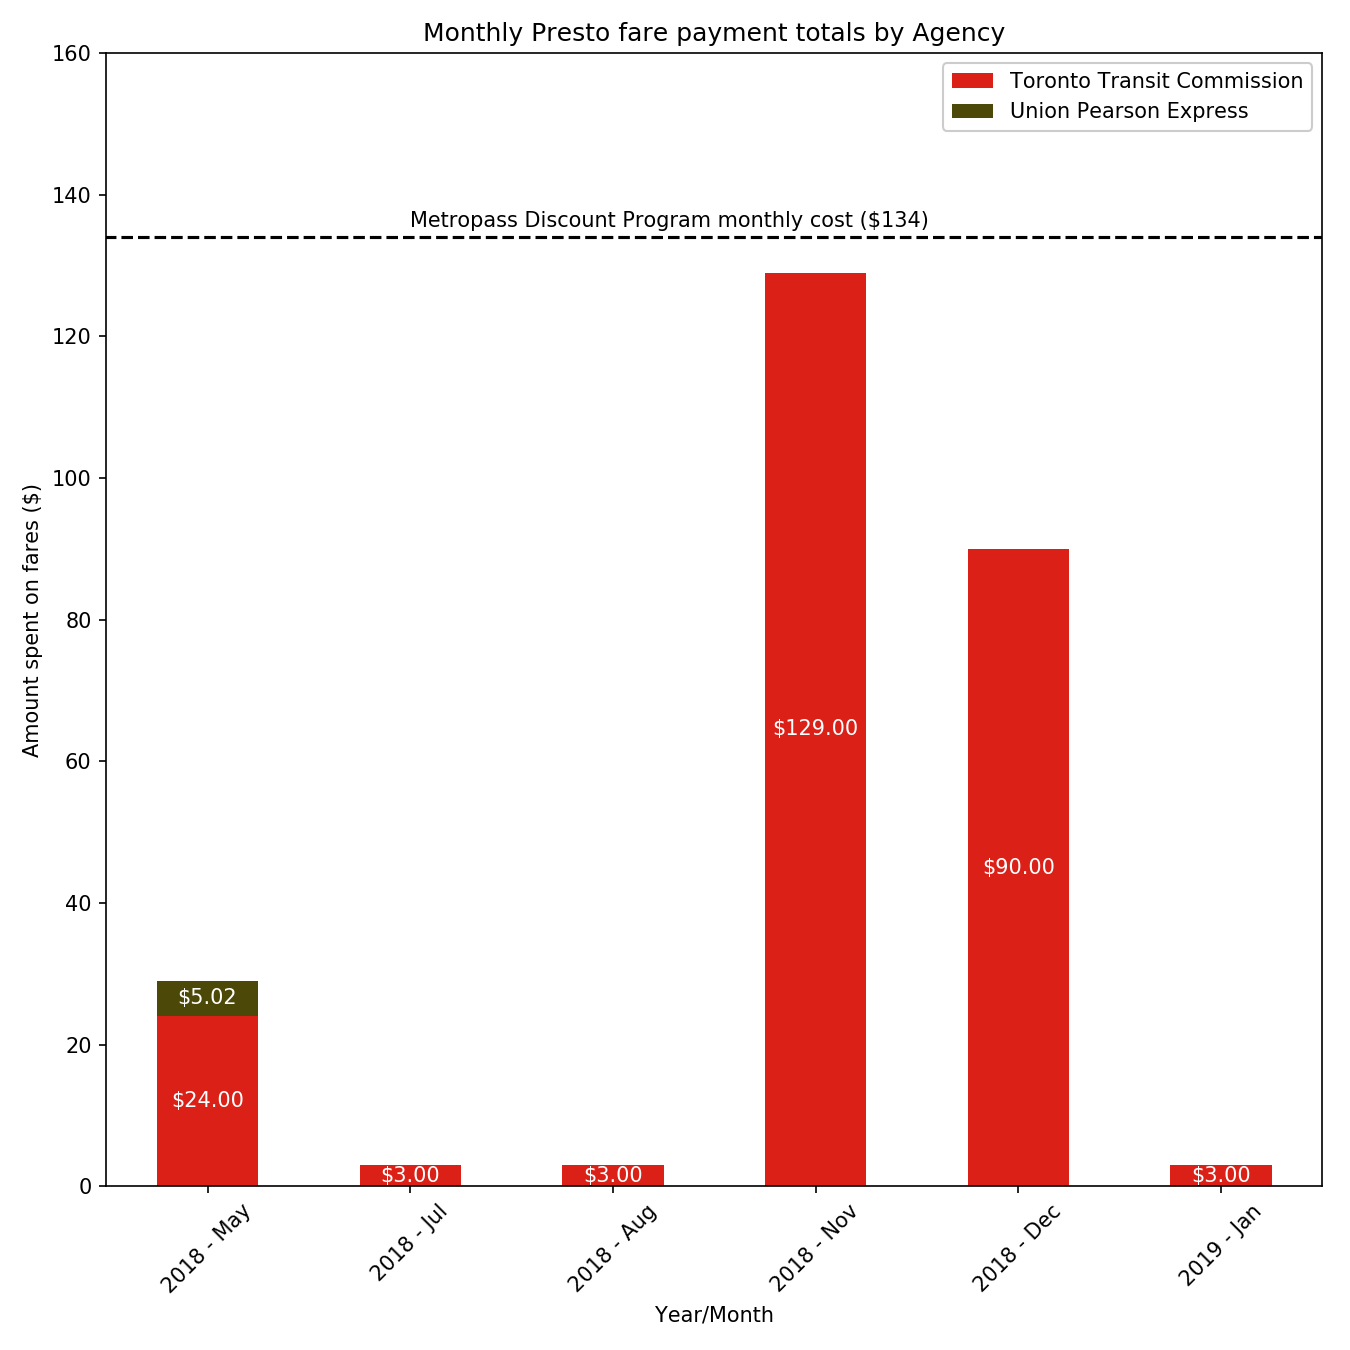 Monthly Presto fare payment totals by Agency
Toronto Transit Commission
Union Pearson Express
Metropass Discount Program monthly cost ($134)
Amount spent on fares ($)
160
140
120
100
80
60
40
20
0
$5.02
$24.00
$3.00
$3.00
$129.00
$90.00
$3.00
2018 - May
2018 - Jul
2018 - Aug
2018 - Nov
2018 - Dec
2019 - Jan
Year/Month